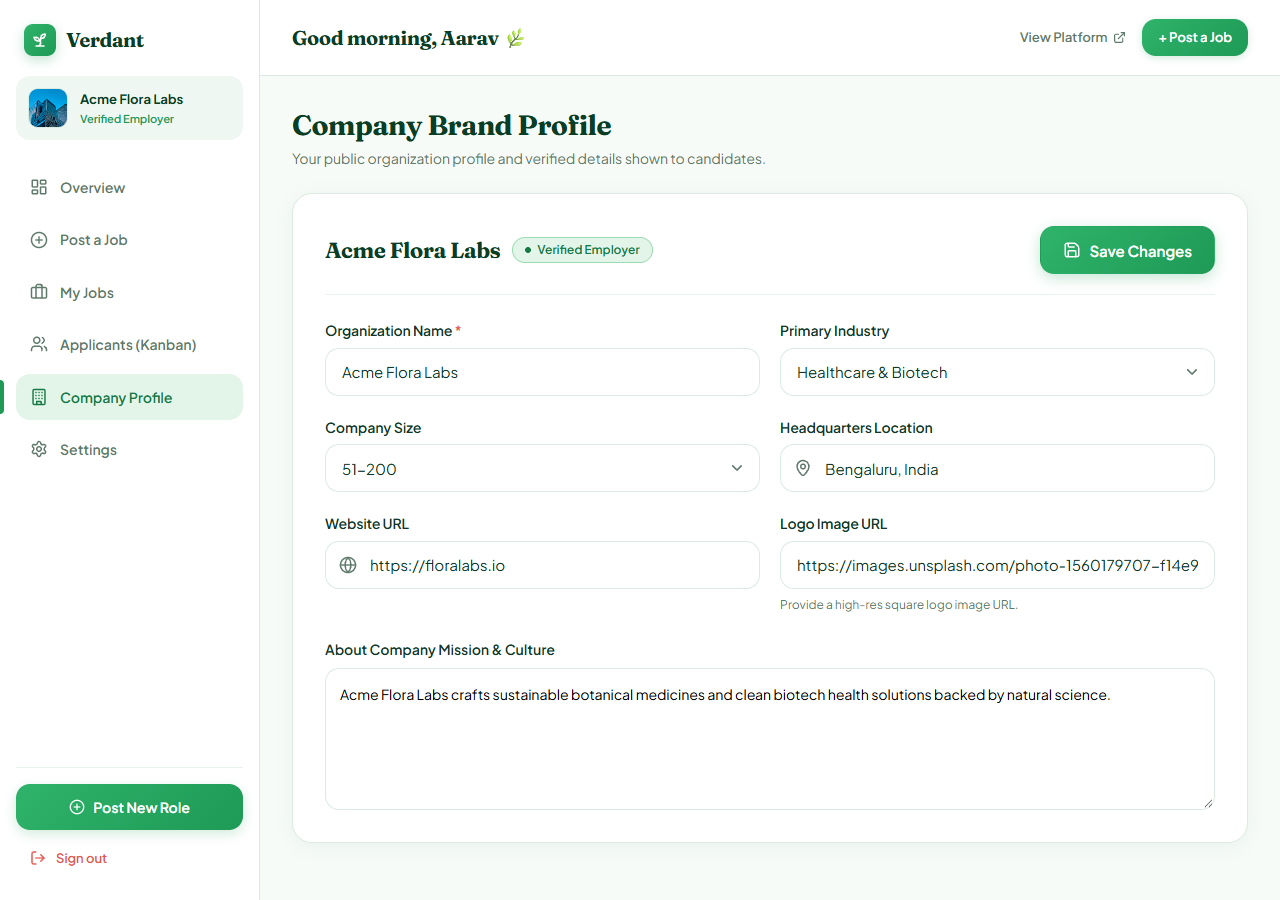 Verdant
Acme Flora Labs
Verified Employer
Overview
Post a Job
My Jobs
Applicants (Kanban)
Company Profile
Settings
Post New Role
Sign out
Good morning, Aarav 🌿
View Platform
+ Post a Job
Company Brand Profile
Your public organization profile and verified details shown to candidates.
Acme Flora Labs
Verified Employer
Save Changes
Organization Name *
Acme Flora Labs
Primary Industry
Healthcare & Biotech
Company Size
51–200
Headquarters Location
Bengaluru, India
Website URL
https://floralabs.io
Logo Image URL
https://images.unsplash.com/photo-1560179707-f14e9
Provide a high-res square logo image URL.
About Company Mission & Culture
Acme Flora Labs crafts sustainable botanical medicines and clean biotech health solutions backed by natural science.